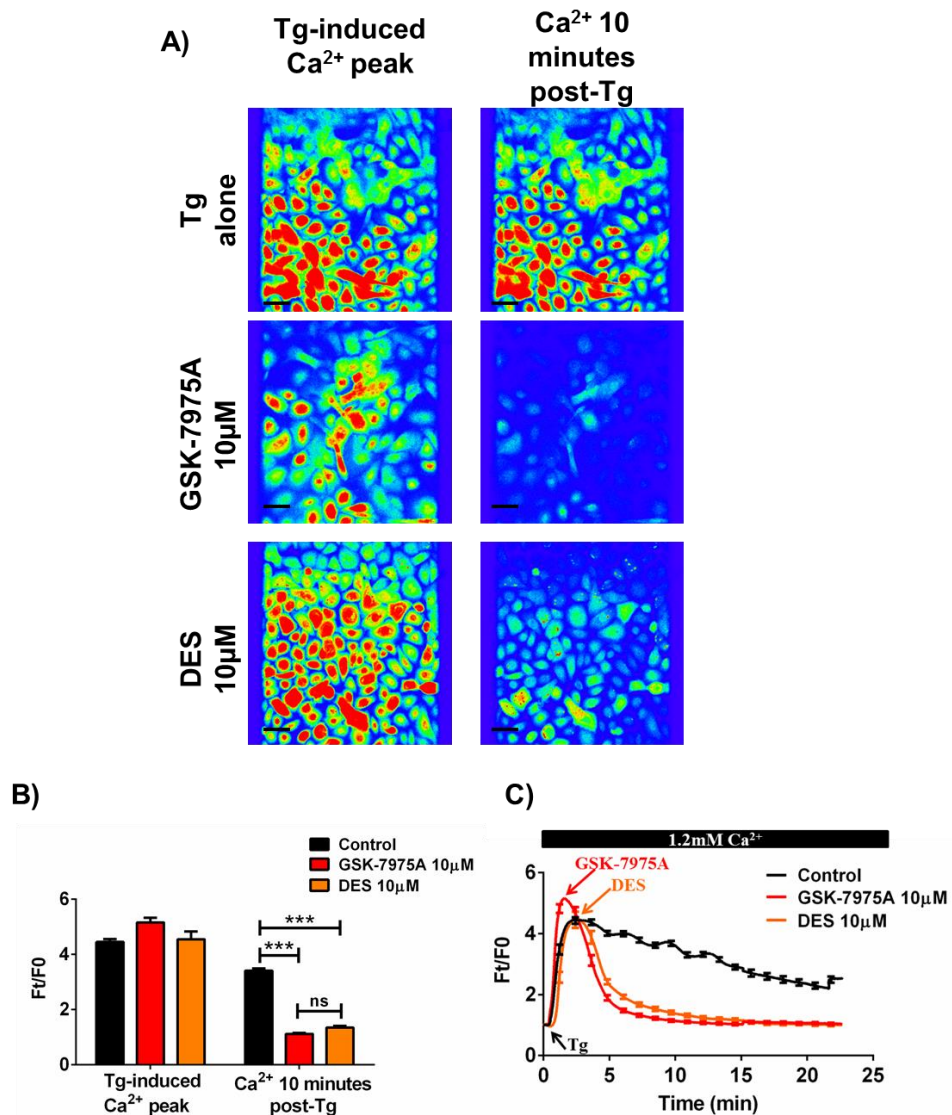 A)
Tg-induced
Ca²⁺ peak
Ca²⁺ 10
minutes
post-Tg
Tg
alone
GSK-7975A
10µM
DES
10µM
B)
Control
GSK-7975A 10µM
DES 10µM
Ft/F0
6
4
2
0
***
***
ns
Tg-induced
Ca²⁺ peak
Ca²⁺ 10 minutes
post-Tg
C)
1.2mM Ca²⁺
GSK-7975A
DES
Control
GSK-7975A 10µM
DES 10µM
Ft/F0
6
4
2
0
Tg
0 5 10 15 20 25
Time (min)